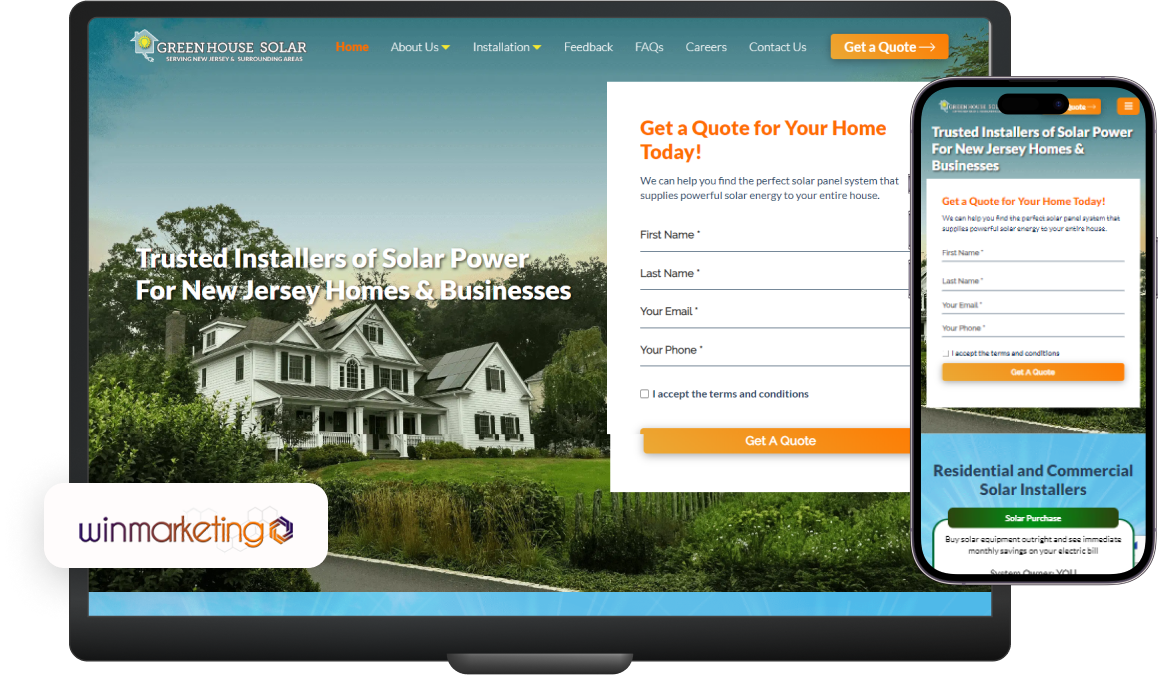 GREEN HOUSE SOLAR
SERVING NEW JERSEY & SURROUNDING AREAS
Home
About Us
Installation
Feedback
FAQs
Careers
Contact Us
Get a Quote
Trusted Installers of Solar Power
For New Jersey Homes & Businesses
Get a Quote for Your Home
Today!
We can help you find the perfect solar panel system that
supplies powerful solar energy to your entire house.
First Name *
Last Name *
Your Email *
Your Phone *
I accept the terms and conditions
Get A Quote
winmarketing
GREEN HOUSE SOL
Quote
Trusted Installers of Solar Power
For New Jersey Homes &
Businesses
Get a Quote for Your Home Today!
We can help you find the perfect solar panel system that
supplies powerful solar energy to your entire house.
First Name *
Last Name *
Your Email *
Your Phone *
I accept the terms and conditions
Get A Quote
Residential and Commercial
Solar Installers
Solar Purchase
Buy solar equipment outright and see immediate
monthly savings on your electric bill
System Owner: YOU